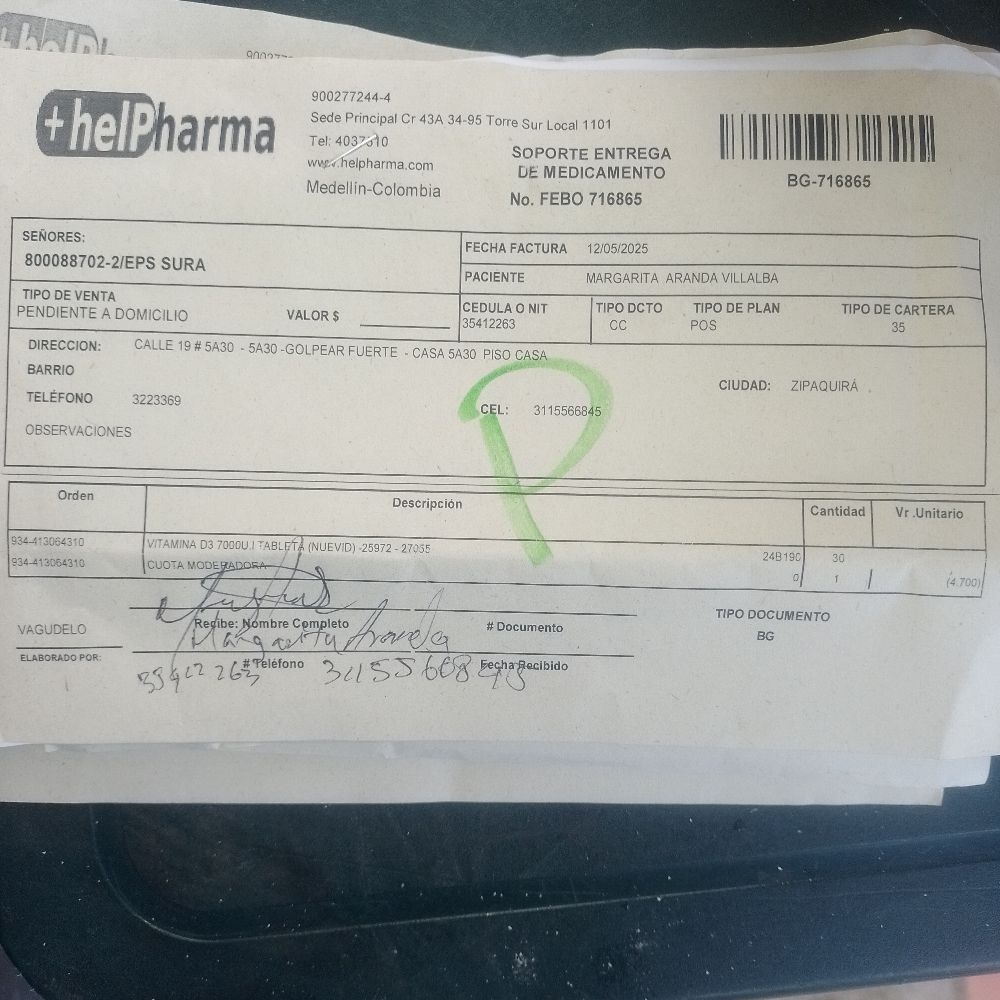 900277244-4
+helPharma
Sede Principal Cr 43A 34-95 Torre Sur Local 1101
Tel:
www.helpharma.com
Medellín-Colombia
SOPORTE ENTREGA
DE MEDICAMENTO
No. FEBO 716865
BG-716865
SEÑORES:
800088702-2/EPS SURA
FECHA FACTURA 12/05/2025
PACIENTE MARGARITA ARANDA VILLALBA
TIPO DE VENTA
PENDIENTE A DOMICILIO VALOR $
CEDULA O NIT TIPO DCTO TIPO DE PLAN TIPO DE CARTERA
35412263 CC POS 35
DIRECCION: CALLE 19 # 5A30 - 5A30 -GOLPEAR FUERTE - CASA 5A30 PISO CASA
BARRIO
CIUDAD: ZIPAQUIRÁ
TELÉFONO 3223369 CEL: 3115566845
OBSERVACIONES
P
Orden Descripción Cantidad Vr .Unitario
934-413064310 VITAMINA D3 7000U.I TABLETA (NUEVID) -25972 - 27055 24B190 30
934-413064310 CUOTA MODERADORA 0 1 (4.700)
Recibe: Nombre Completo # Documento
TIPO DOCUMENTO
BG
Margarita Aranda
VAGUDELO
ELABORADO POR:
# Teléfono Fecha Recibido
35412263